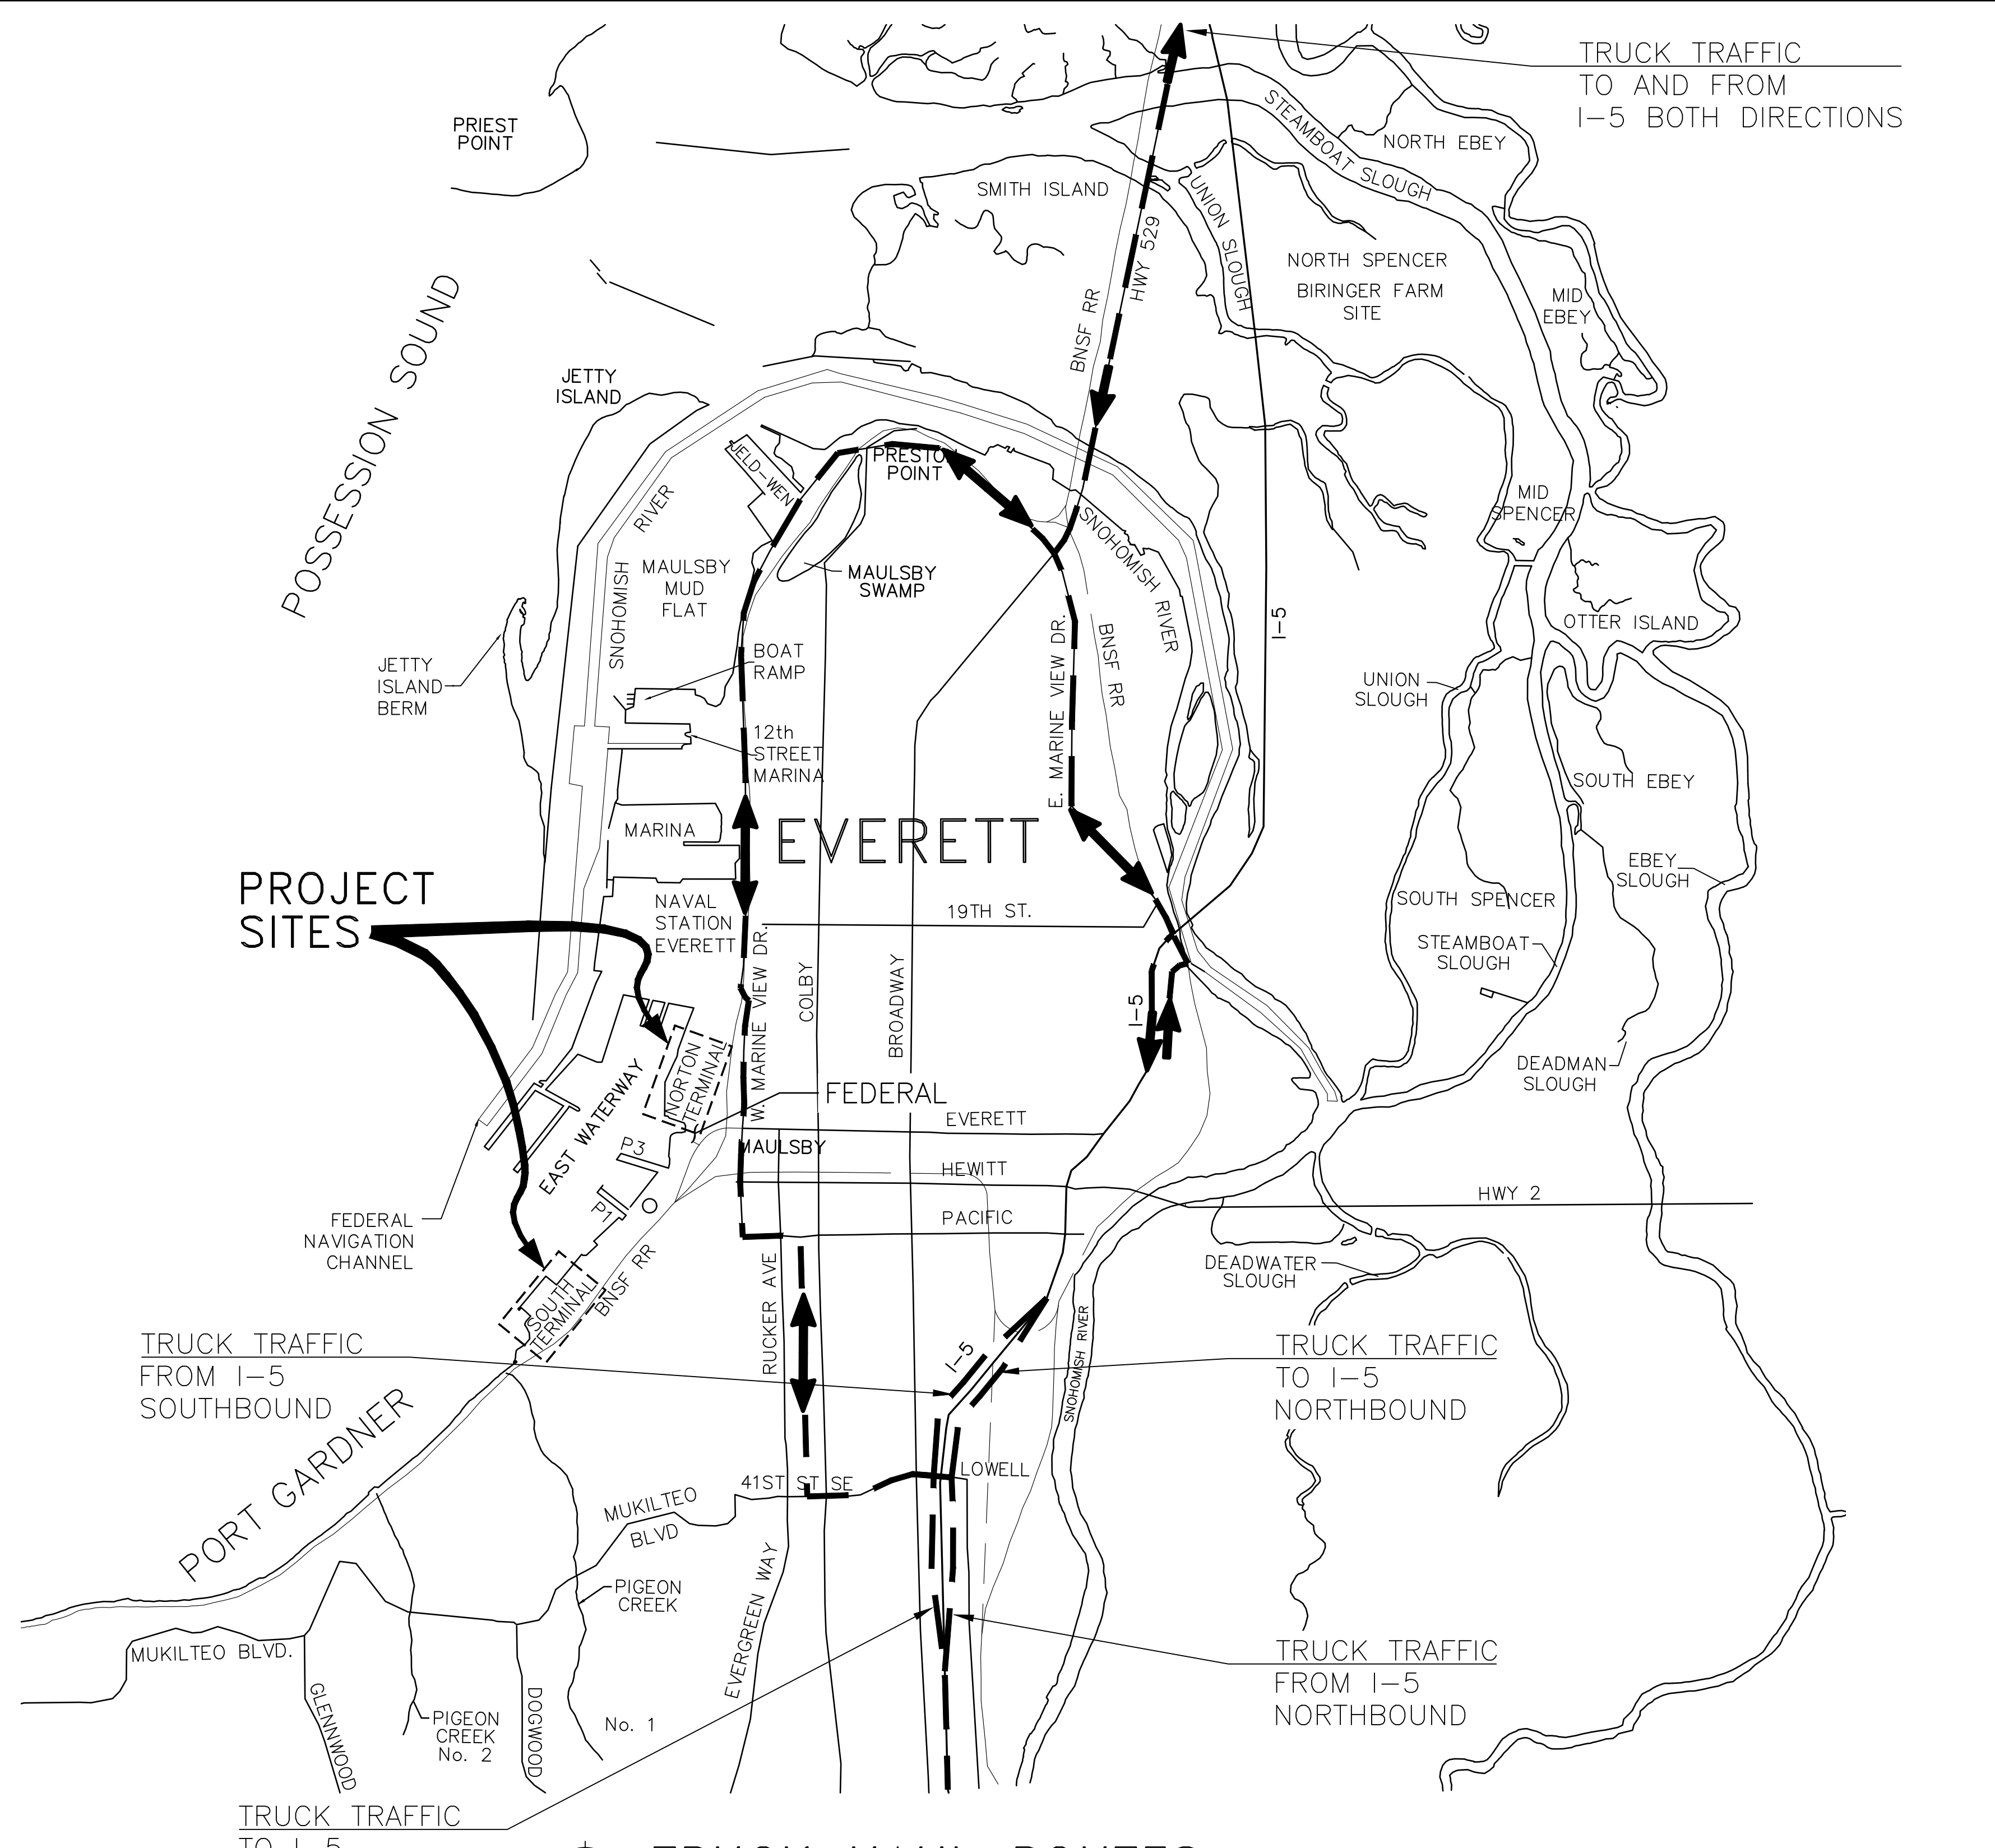 TRUCK TRAFFIC
TO AND FROM
I-5 BOTH DIRECTIONS
PRIEST
POINT
STEAMBOAT SLOUGH
NORTH EBEY
SMITH ISLAND
UNION SLOUGH
HWY 529
BNSF RR
NORTH SPENCER
BIRINGER FARM
SITE
MID
EBEY
POSSESSION SOUND
JETTY
ISLAND
JELD-WEN
PRESTON
POINT
SNOHOMISH
RIVER
MAULSBY
MUD
FLAT
MAULSBY
SWAMP
SNOHOMISH RIVER
MID
SPENCER
OTTER ISLAND
I-5
E. MARINE VIEW DR.
BNSF RR
BOAT
RAMP
JETTY
ISLAND
BERM
12th
STREET
MARINA
UNION
SLOUGH
SOUTH EBEY
MARINA
EVERETT
PROJECT
SITES
EBEY
SLOUGH
SOUTH SPENCER
NAVAL
STATION
EVERETT
19TH ST.
STEAMBOAT
SLOUGH
W. MARINE VIEW DR.
COLBY
BROADWAY
I-5
NORTON
TERMINAL
EAST WATERWAY
DEADMAN
SLOUGH
FEDERAL
EVERETT
P3
MAULSBY
HEWITT
P1
HWY 2
PACIFIC
FEDERAL
NAVIGATION
CHANNEL
BNSF RR
SOUTH
TERMINAL
RUCKER AVE
DEADWATER
SLOUGH
TRUCK TRAFFIC
FROM I-5
SOUTHBOUND
I-5
SNOHOMISH RIVER
TRUCK TRAFFIC
TO I-5
NORTHBOUND
PORT GARDNER
41ST ST SE
LOWELL
MUKILTEO
BLVD
EVERGREEN WAY
PIGEON
CREEK
No. 1
MUKILTEO BLVD.
GLENNWOOD
PIGEON
CREEK
No. 2
DOGWOOD
TRUCK TRAFFIC
FROM I-5
NORTHBOUND
TRUCK TRAFFIC
TO I-5
TRUCK HAUL ROUTES